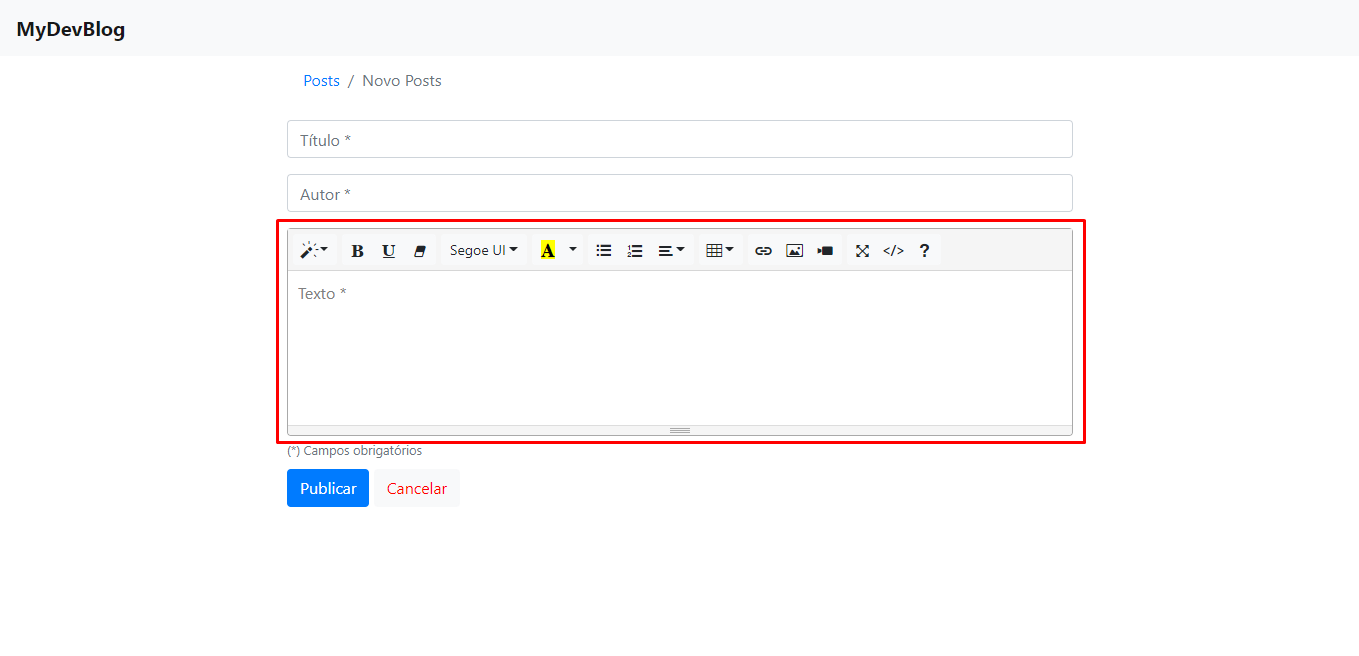 MyDevBlog
Posts / Novo Posts
Título *
Autor *
B U Segoe UI A </> ?
Texto *
(*) Campos obrigatórios
Publicar Cancelar